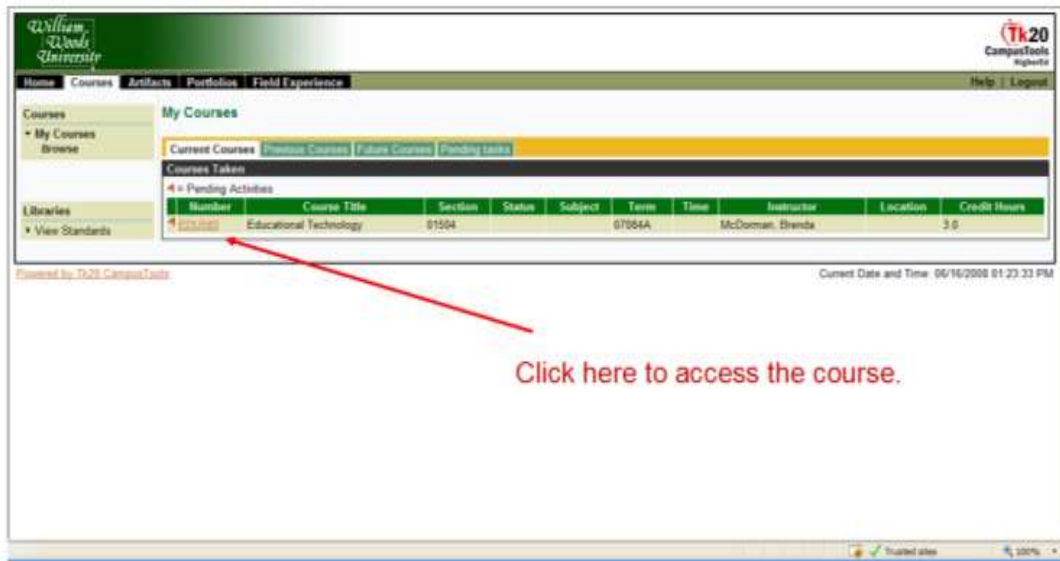 William
Woods
University
Tk20
CampusTools
HigherEd
Home Courses Artifacts Portfolios Field Experience Help | Logout
Courses
My Courses
Browse
Libraries
View Standards
My Courses
Current Courses Previous Courses Future Courses Pending tasks
Courses Taken
= Pending Activities
Number Course Title Section Status Subject Term Time Instructor Location Credit Hours
Educational Technology 01504 07084A McDorman, Brenda 3.0
Powered by Tk20 CampusTools
Current Date and Time: 06/16/2008 01:23:33 PM
Click here to access the course.
Trusted sites 100%